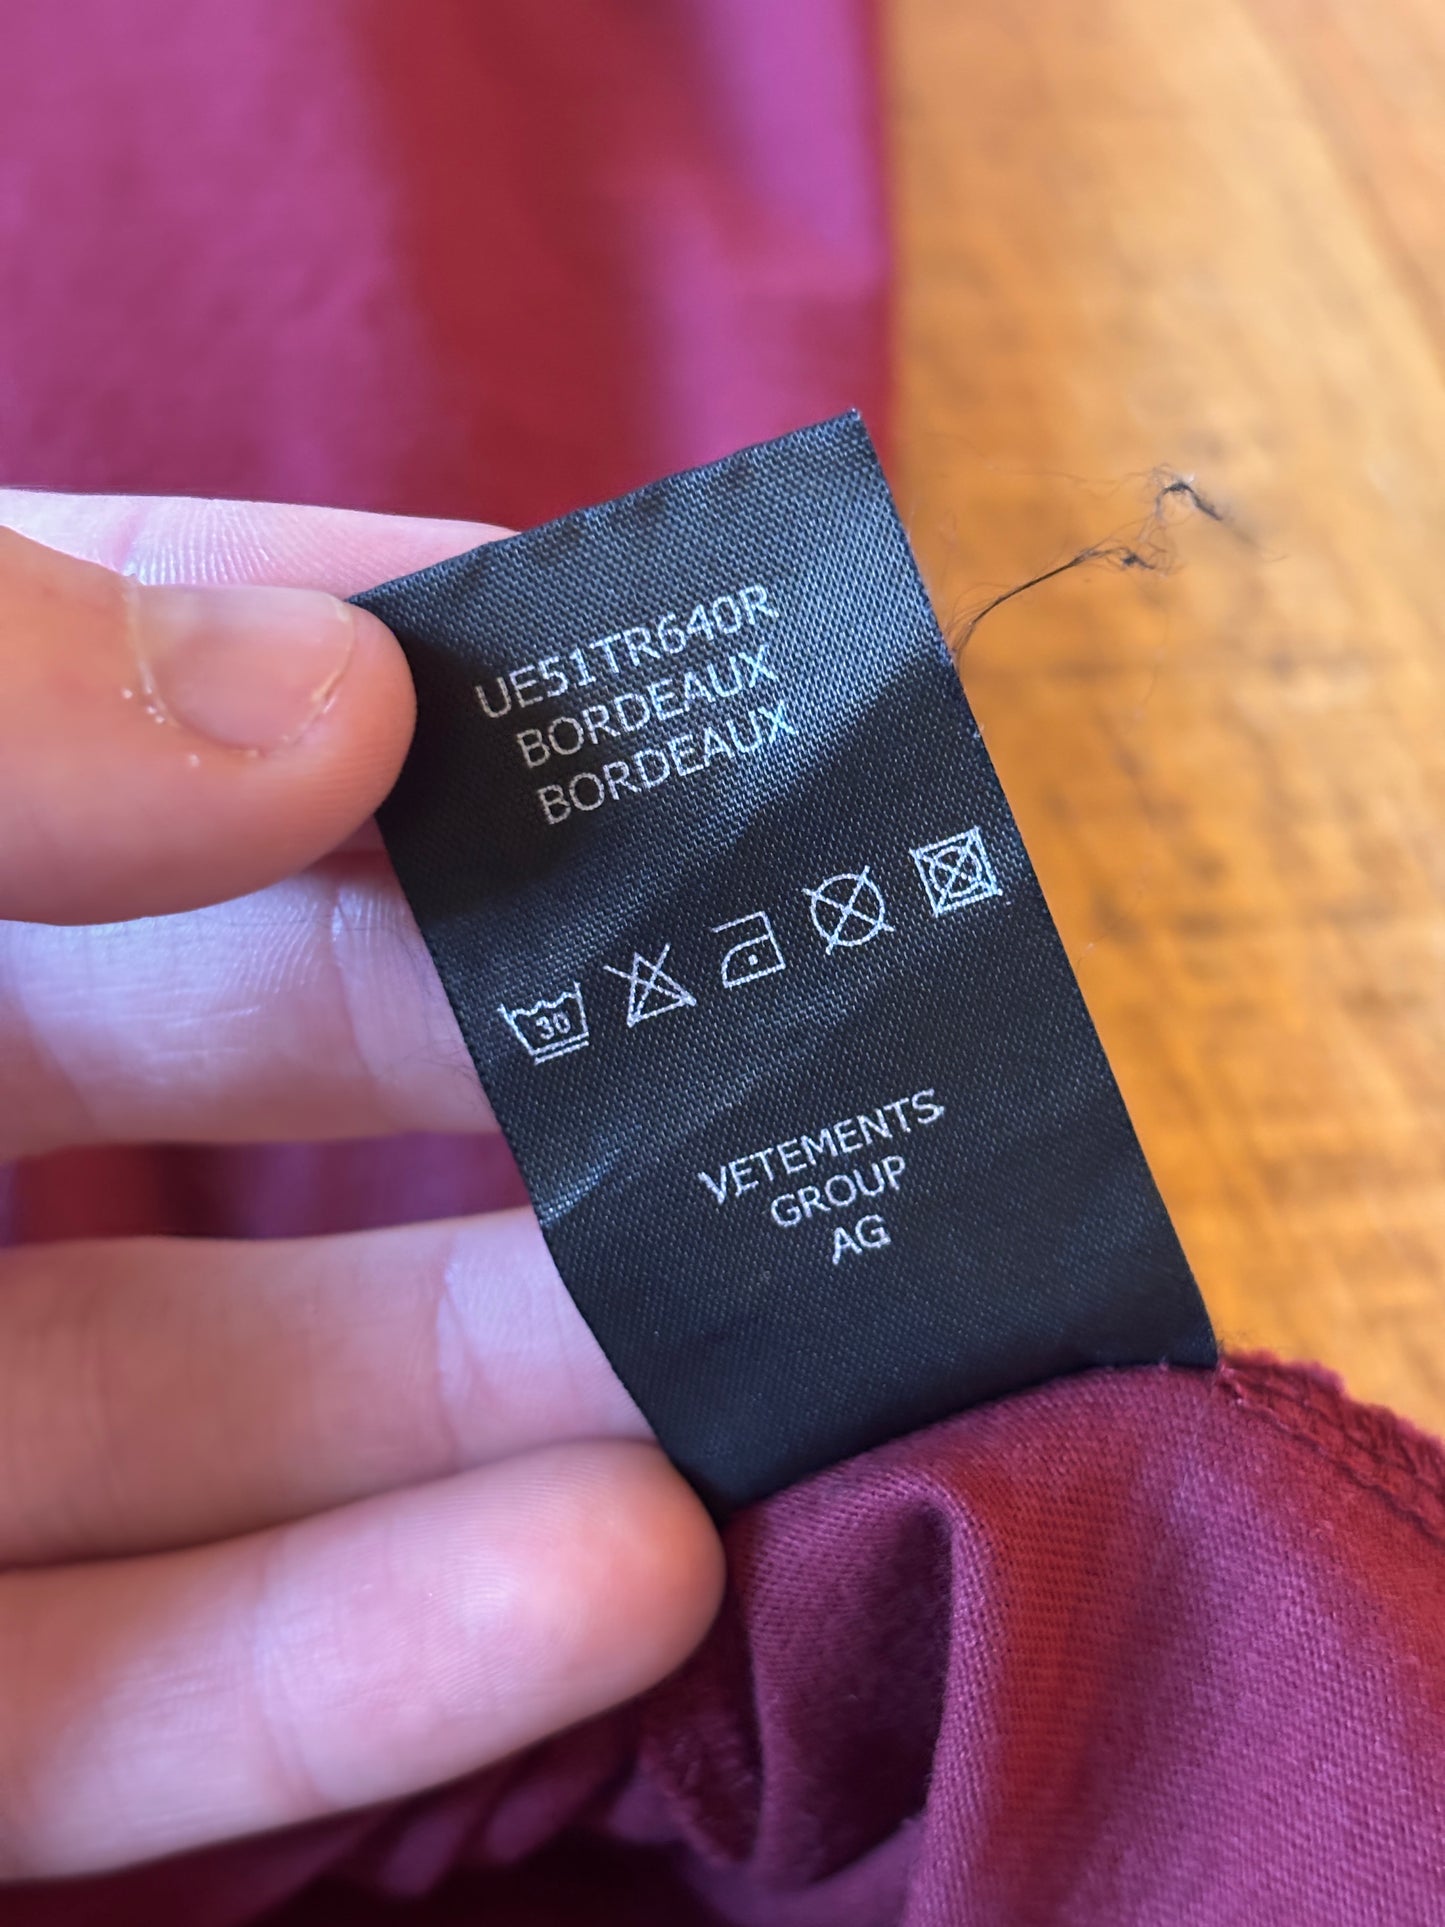 UE51TR640R
BORDEAUX
BORDEAUX
30
VETEMENTS
GROUP
AG